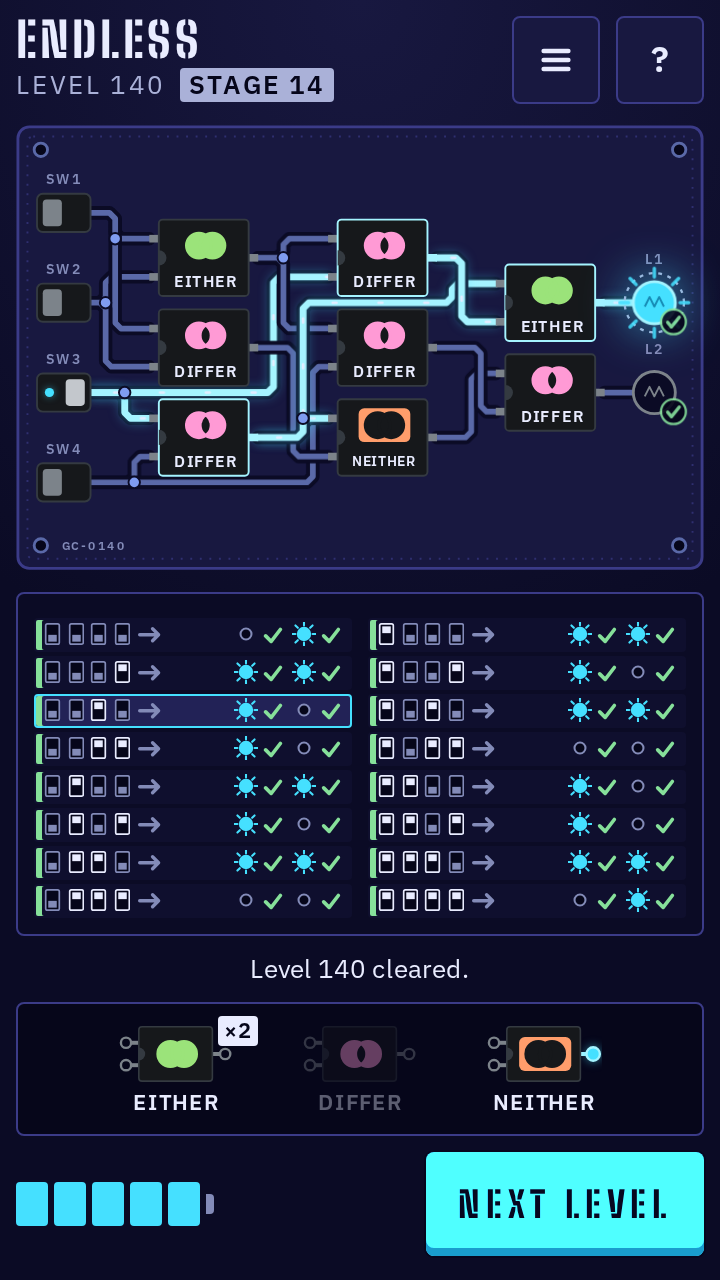 ENDLESS
LEVEL 140 STAGE 14
?
SW1
SW2
SW3
SW4
EITHER
DIFFER
DIFFER
DIFFER
DIFFER
NEITHER
EITHER
DIFFER
L1
L2
GC-0140
Level 140 cleared.
×2
EITHER
DIFFER
NEITHER
NEXT LEVEL